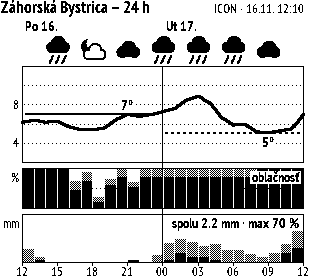 Záhorská Bystrica – 24 h ICON · 16.11. 12:10
Po 16. Ut 17.
8
7°
4
5°
% oblačnosť
mm spolu 2.2 mm · max 70 %
12 15 18 21 00 03 06 09 12